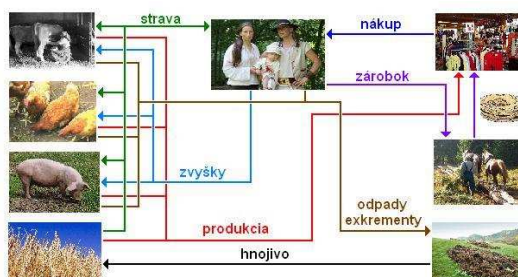 strava
nákup
zárobok
zvyšky
odpady
exkrementy
produkcia
hnojivo